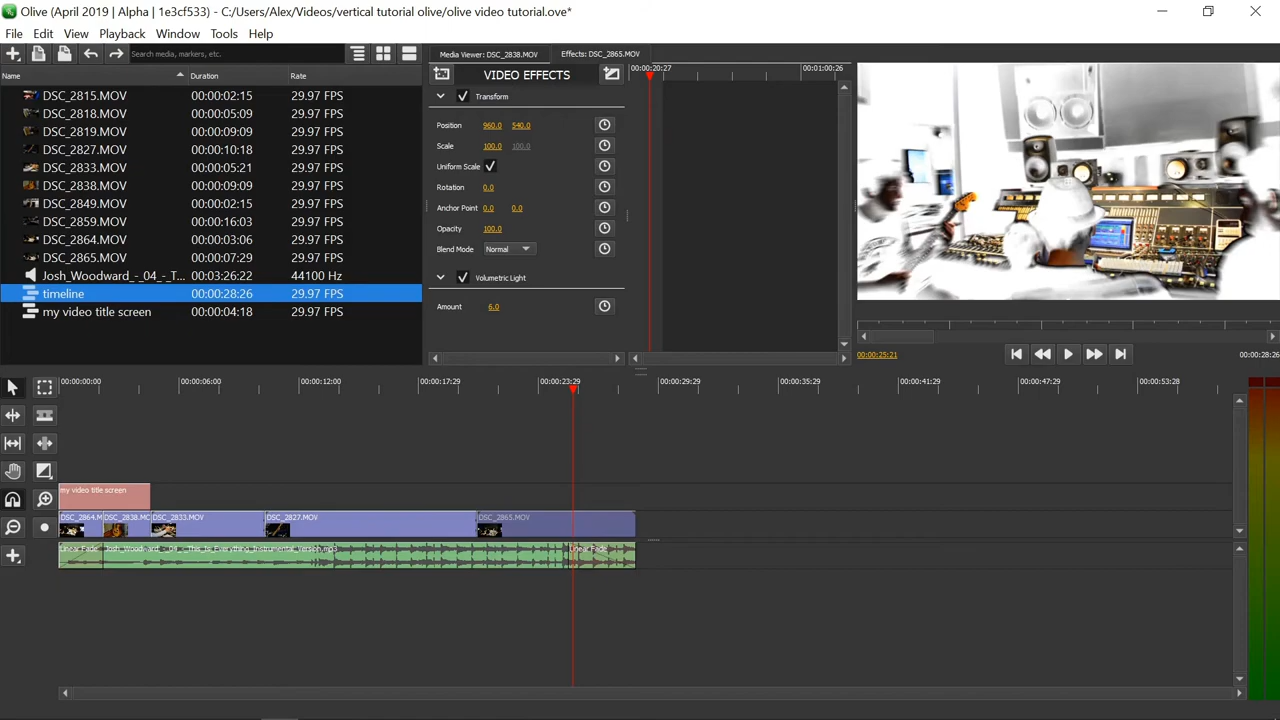 Olive (April 2019 | Alpha | 1e3cf533) - C:/Users/Alex/Videos/vertical tutorial olive/olive video tutorial.ove*
File Edit View Playback Window Tools Help
Search media, markers, etc.
Name Duration Rate
DSC_2815.MOV 00:00:02:15 29.97 FPS
DSC_2818.MOV 00:00:05:09 29.97 FPS
DSC_2819.MOV 00:00:09:09 29.97 FPS
DSC_2827.MOV 00:00:10:18 29.97 FPS
DSC_2833.MOV 00:00:05:21 29.97 FPS
DSC_2838.MOV 00:00:09:09 29.97 FPS
DSC_2849.MOV 00:00:02:15 29.97 FPS
DSC_2859.MOV 00:00:16:03 29.97 FPS
DSC_2864.MOV 00:00:03:06 29.97 FPS
DSC_2865.MOV 00:00:07:29 29.97 FPS
Josh_Woodward_-_04_-_T... 00:03:26:22 44100 Hz
timeline 00:00:28:26 29.97 FPS
my video title screen 00:00:04:18 29.97 FPS
Media Viewer: DSC_2838.MOV Effects: DSC_2865.MOV
VIDEO EFFECTS
00:00:20:27 00:01:00:26
Transform
Position 960.0 540.0
Scale 100.0 100.0
Uniform Scale
Rotation 0.0
Anchor Point 0.0 0.0
Opacity 100.0
Blend Mode Normal
Volumetric Light
Amount 6.0
00:00:25:21 00:00:28:26
00:00:00:00 00:00:06:00 00:00:12:00 00:00:17:29 00:00:23:29 00:00:29:29 00:00:35:29 00:00:41:29 00:00:47:29 00:00:53:28
my video title screen
DSC_2864.M DSC_2838.MC DSC_2833.MOV DSC_2827.MOV DSC_2865.MOV
Linear Fade Josh_Woodward_-_04_-_This_Is_Everything_Instrumental_Version.mp3 Linear Fade